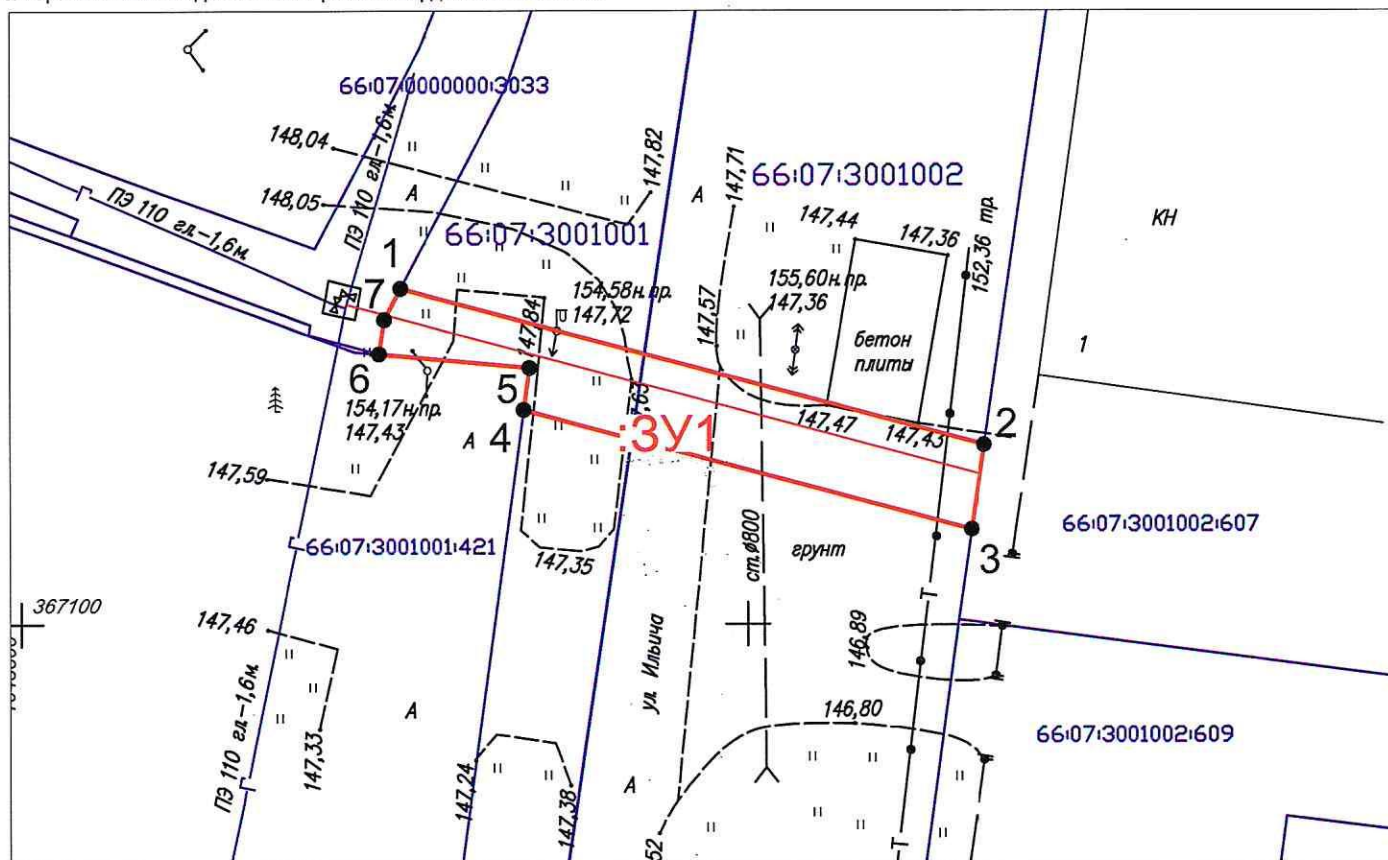 66:07:0000000:3033
148,04
147,82
147,71
66:07:3001002
ПЭ 110 гл.-1,6м.
ПЭ 110 гл.-1,6м.
148,05
А
А
147,44
147,36
152,36 тр.
КН
66:07:3001001
1
7
154,58н.пр.
147,72
147,84
147,57
155,60н.пр.
147,36
бетон
плиты
1
6
5
154,17н.пр.
147,43
4
А
:ЗУ1
147,47
147,43
2
147,59
66:07:3001001:421
147,35
ст.ø800
грунт
3
66:07:3001002:607
Т
367100
147,46
ул. Ильича
146,89
ПЭ 110 гл.-1,6м.
А
147,33
146,80
66:07:3001002:609
147,24
147,38
А
52
Т